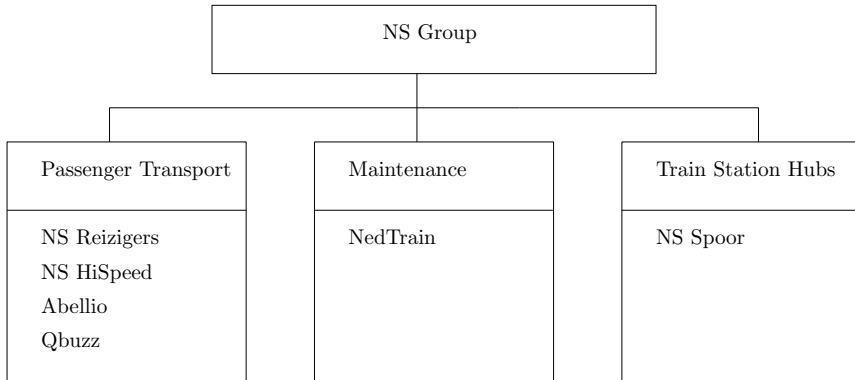 NS Group
Passenger Transport
NS Reizigers
NS HiSpeed
Abellio
Qbuzz
Maintenance
NedTrain
Train Station Hubs
NS Spoor